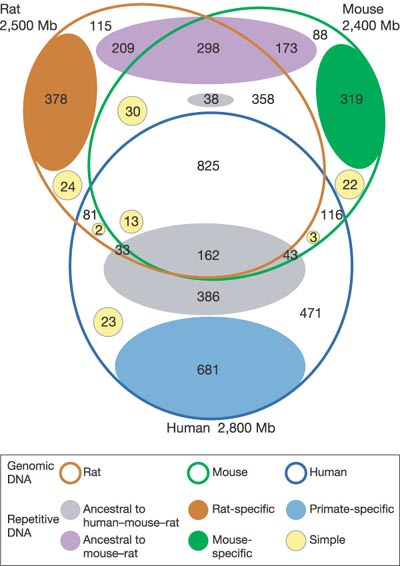 Rat
2,500 Mb
115
88
Mouse
2,400 Mb
209
298
173
378
319
30
38
358
825
24
22
81
116
2
13
3
33
162
43
386
23
471
681
Human 2,800 Mb
Genomic DNA
Rat
Mouse
Human
Repetitive DNA
Ancestral to
human–mouse–rat
Rat-specific
Primate-specific
Ancestral to
mouse–rat
Mouse-
specific
Simple